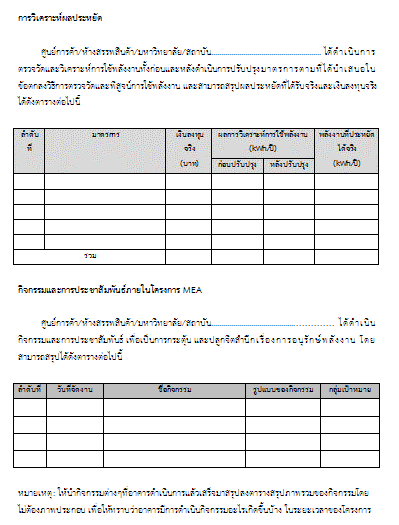 การวิเคราะห์ผลประหยัด
ศูนย์การค้า/ห้างสรรพสินค้า/มหาวิทยาลัย/สถาบัน.......................................... ได้ดำเนินการ
ตรวจวัดและวิเคราะห์การใช้พลังงานทั้งก่อนและหลังดำเนินการปรับปรุงมาตรการตามที่ได้นำเสนอใน
ข้อตกลงวิธีการตรวจวัดและพิสูจน์การใช้พลังงาน และสามารถสรุปผลประหยัดที่ได้จริงและเงินลงทุนจริง
ได้ดังตารางต่อไปนี้
ลำดับ มาตรการ เงินลงทุน ผลการวิเคราะห์การใช้พลังงาน พลังงานที่ประหยัด
ที่ จริง (kWh/ปี) ได้จริง
(บาท) ก่อนปรับปรุง หลังปรับปรุง (kWh/ปี)
รวม
กิจกรรมและการประชาสัมพันธ์ภายในโครงการ MEA
ศูนย์การค้า/ห้างสรรพสินค้า/มหาวิทยาลัย/สถาบัน.......................................... ได้ดำเนิน
กิจกรรมและการประชาสัมพันธ์ เพื่อเป็นการกระตุ้น และปลูกจิตสำนึกเรื่องการอนุรักษ์พลังงาน โดย
สามารถสรุปได้ดังตารางต่อไปนี้
ลำดับที่ วันที่จัดงาน ชื่อกิจกรรม รูปแบบของกิจกรรม กลุ่มเป้าหมาย
หมายเหตุ: ให้นำกิจกรรมต่างๆที่อาคารดำเนินการแล้วเสร็จมาสรุปลงตารางสรุปภาพรวมของกิจกรรมโดย
ไม่ต้องภาพประกอบ เพื่อให้ทราบว่าอาคารมีการดำเนินกิจกรรมอะไรเกิดขึ้นบ้าง ในระยะเวลาของโครงการ